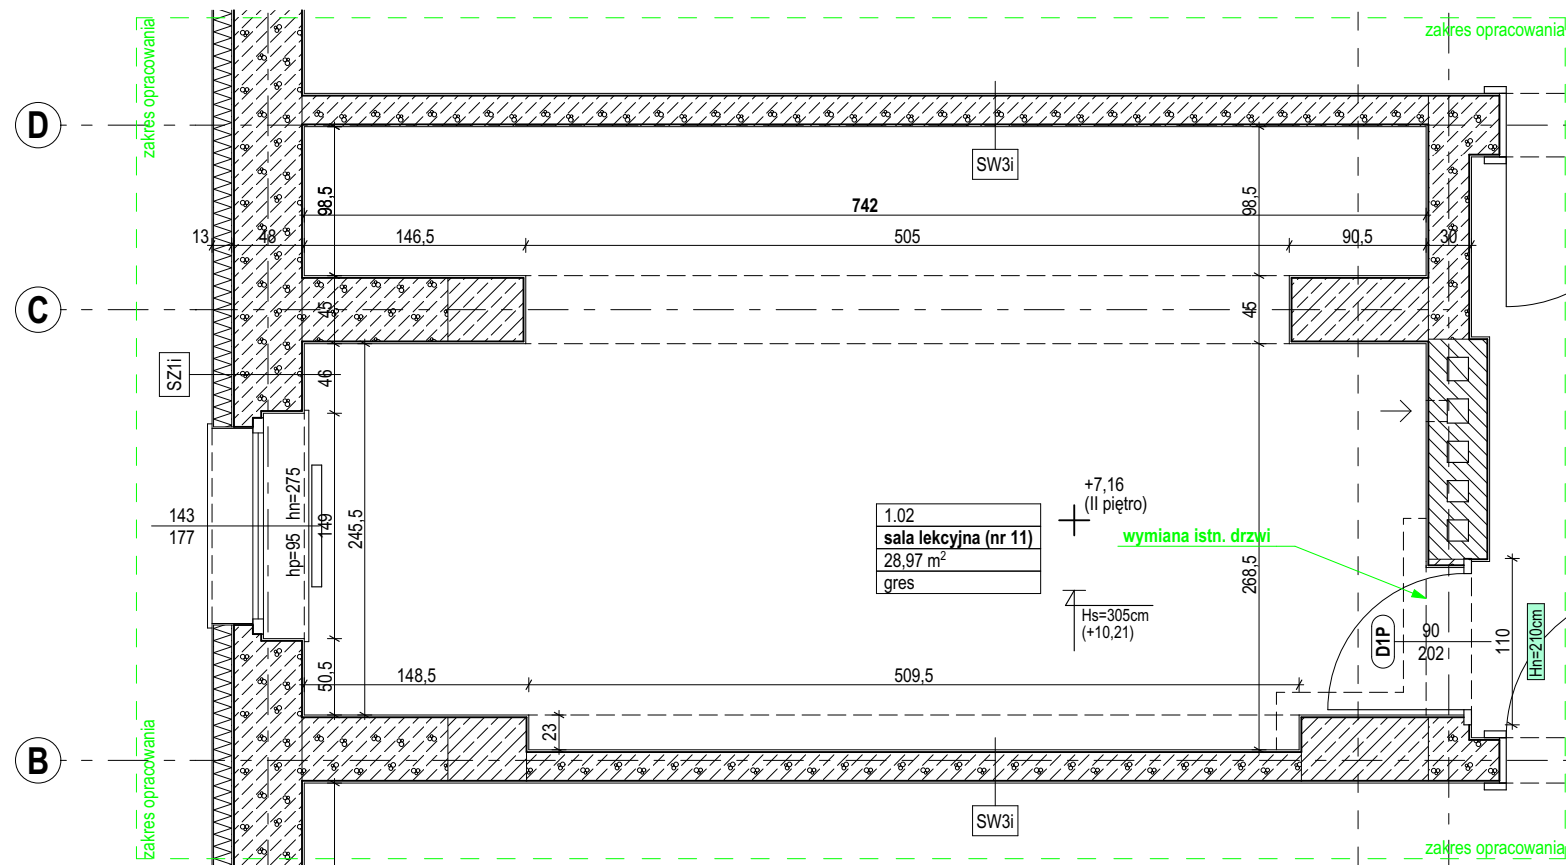 zakres opracowania
zakres opracowania
D
SW3i
98,5
98,5
742
13
48
146,5
505
90,5
30
C
45
45
SZ1i
46
143
177
hp=95 hn=275
149
245,5
+7,16
(II piętro)
1.02
sala lekcyjna (nr 11)
28,97 m²
gres
wymiana istn. drzwi
268,5
Hs=305cm
(+10,21)
D1P
90
202
110
Hn=210cm
50,5
148,5
509,5
23
B
SW3i
zakres opracowania
zakres opracowania